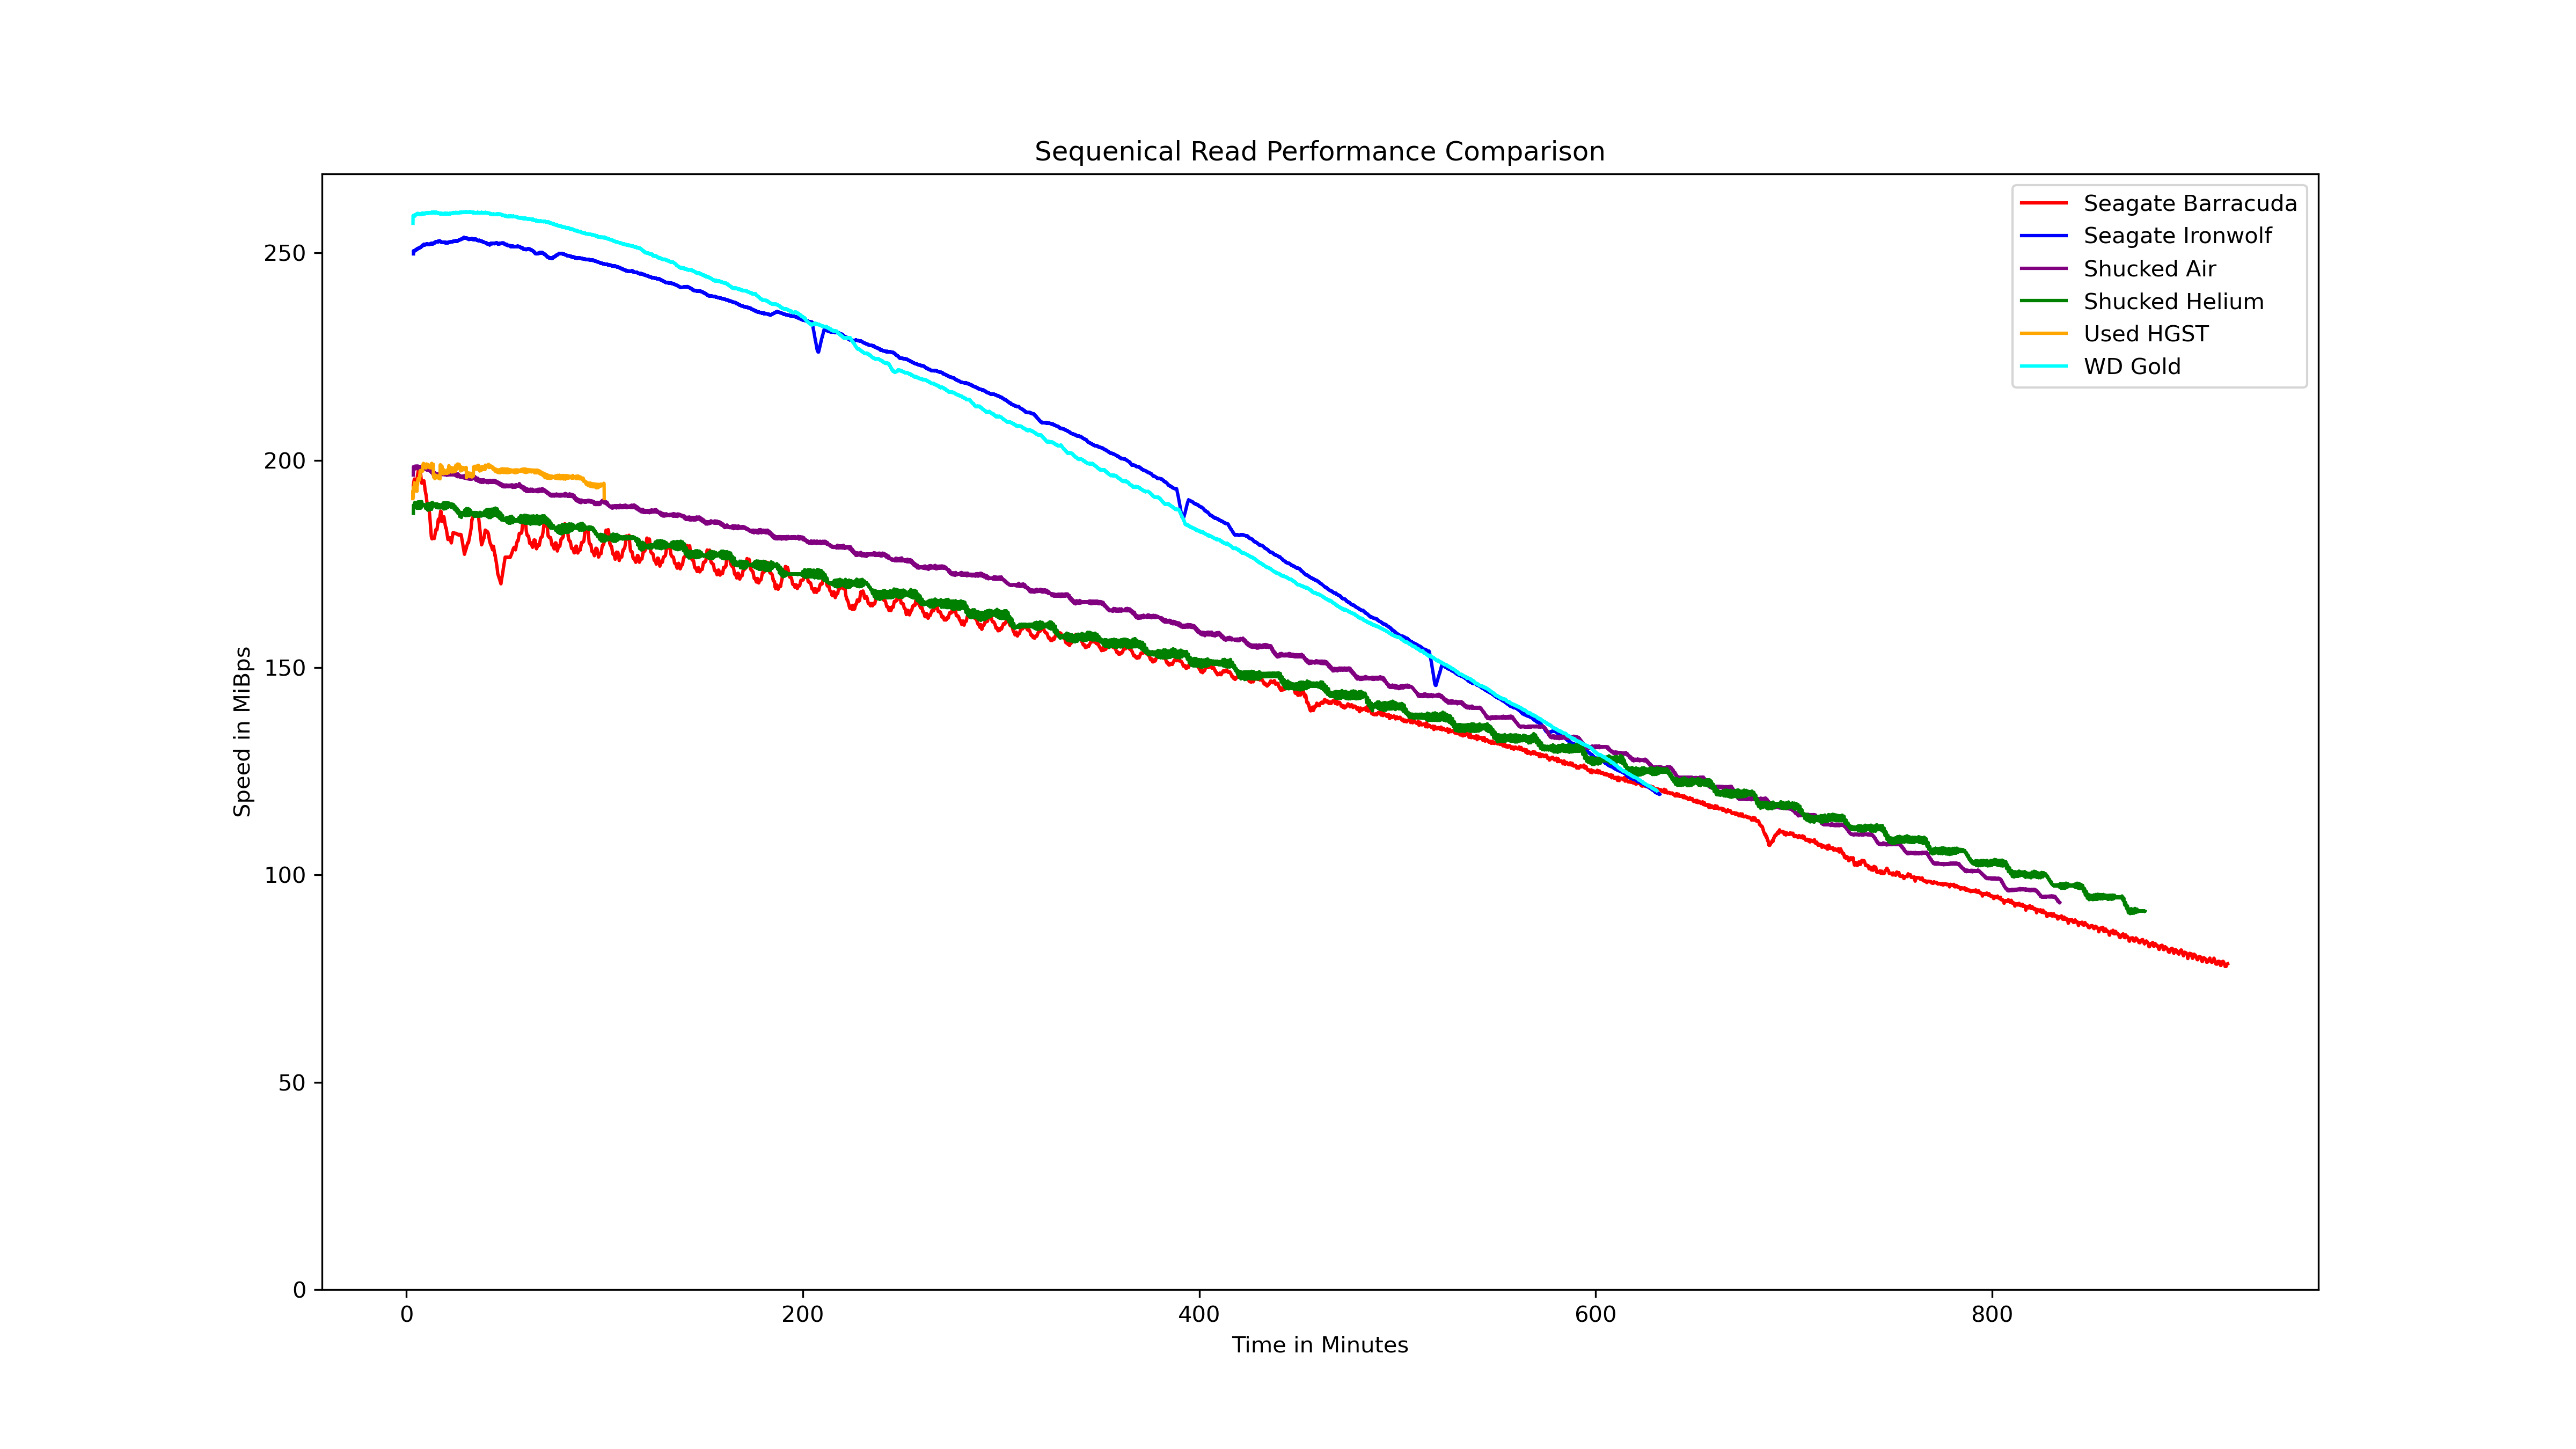 Sequenical Read Performance Comparison
Seagate Barracuda
Seagate Ironwolf
Shucked Air
Shucked Helium
Used HGST
WD Gold
Speed in MiBps
250
200
150
100
50
0
0 200 400 600 800
Time in Minutes